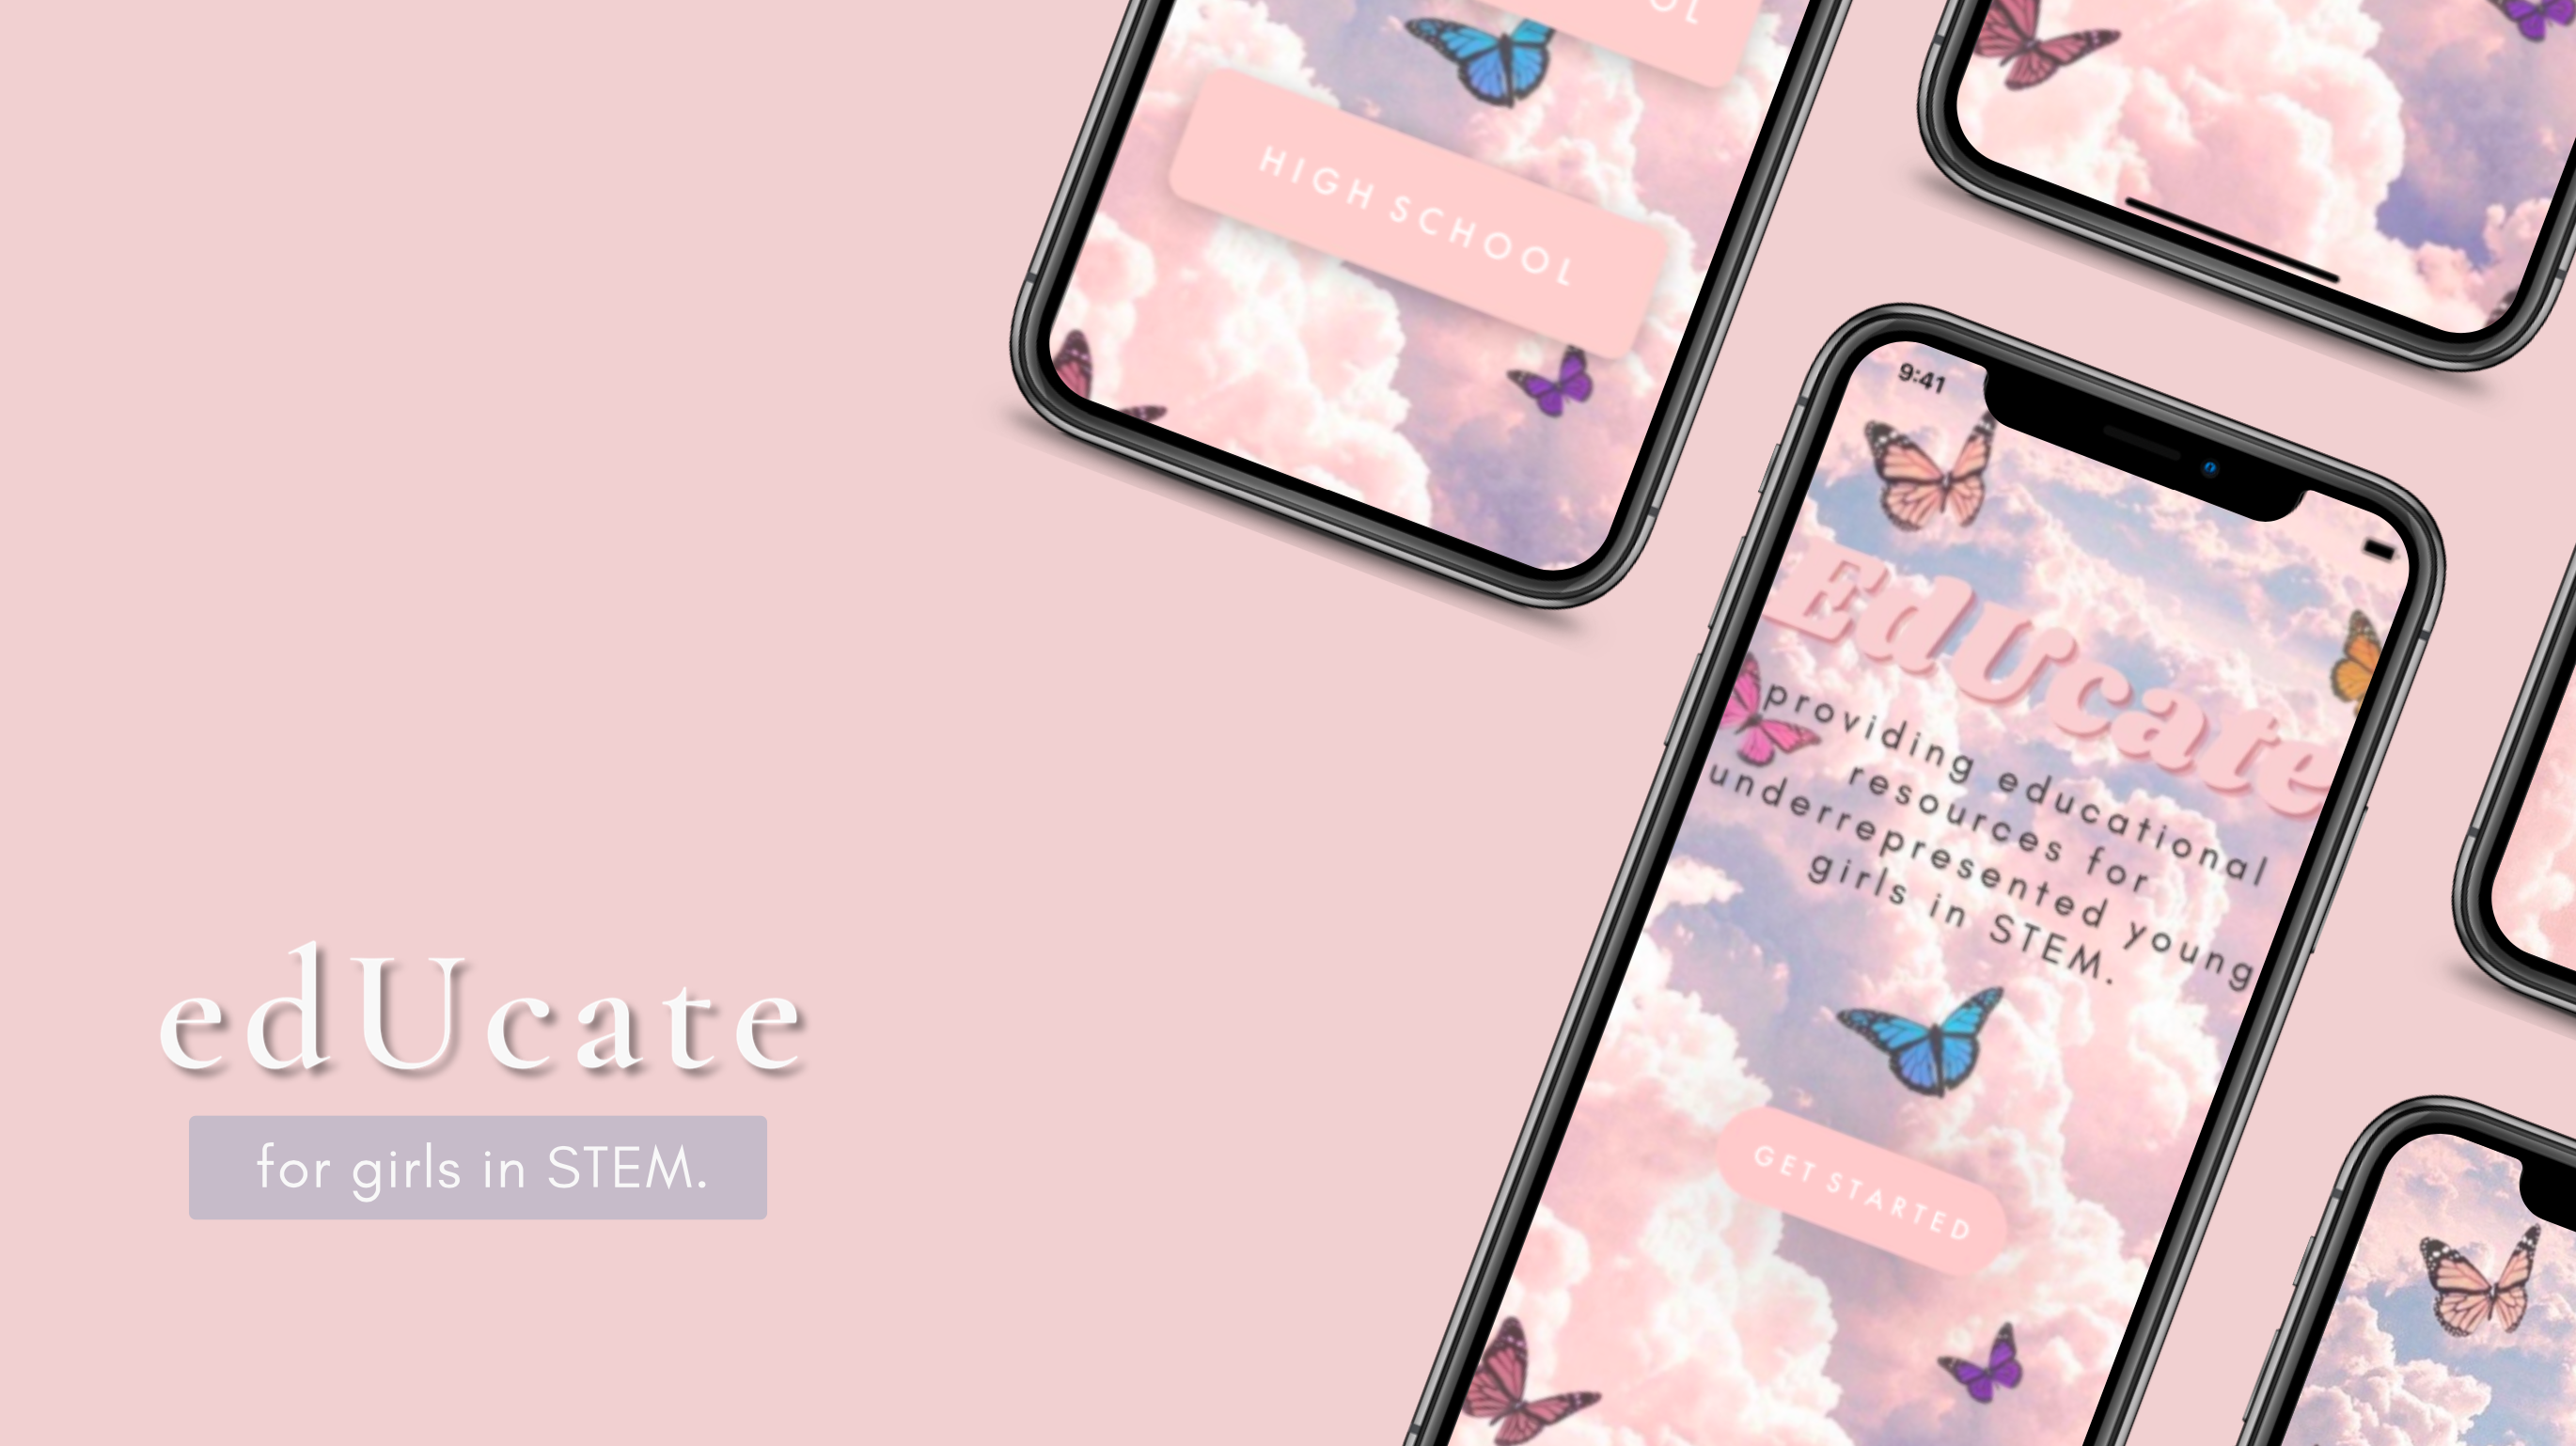 HIGH SCHOOL
9:41
EdUcate
providing educational
resources for
underrepresented young
girls in STEM.
GET STARTED
edUcate
for girls in STEM.